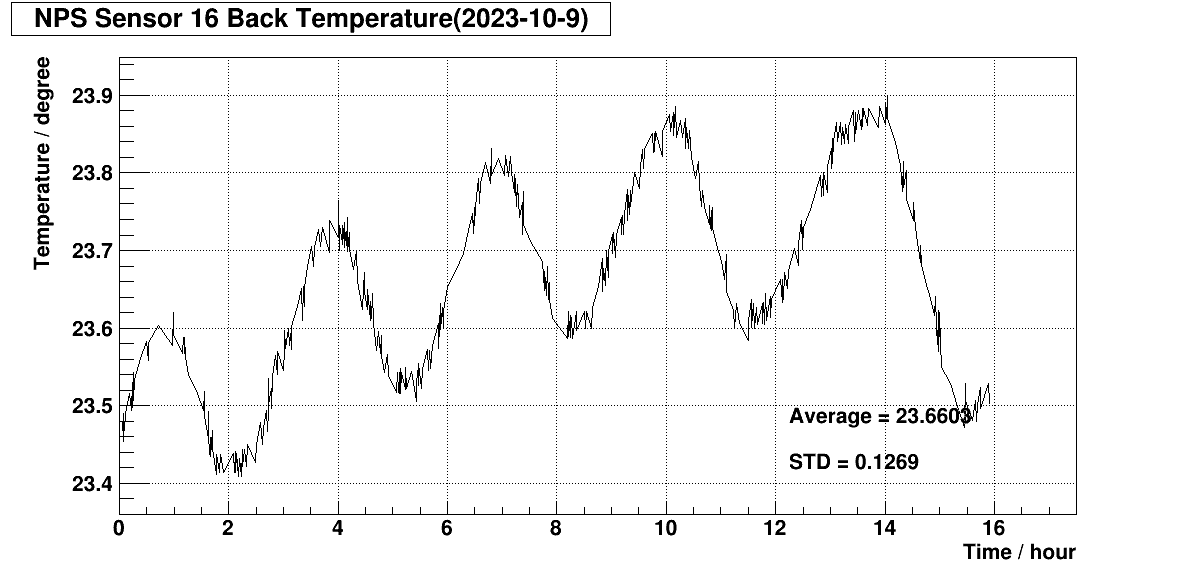 NPS Sensor 16 Back Temperature(2023-10-9)
Temperature / degree
23.9
23.8
23.7
23.6
23.5
23.4
Average = 23.6603
STD = 0.1269
0 2 4 6 8 10 12 14 16
Time / hour